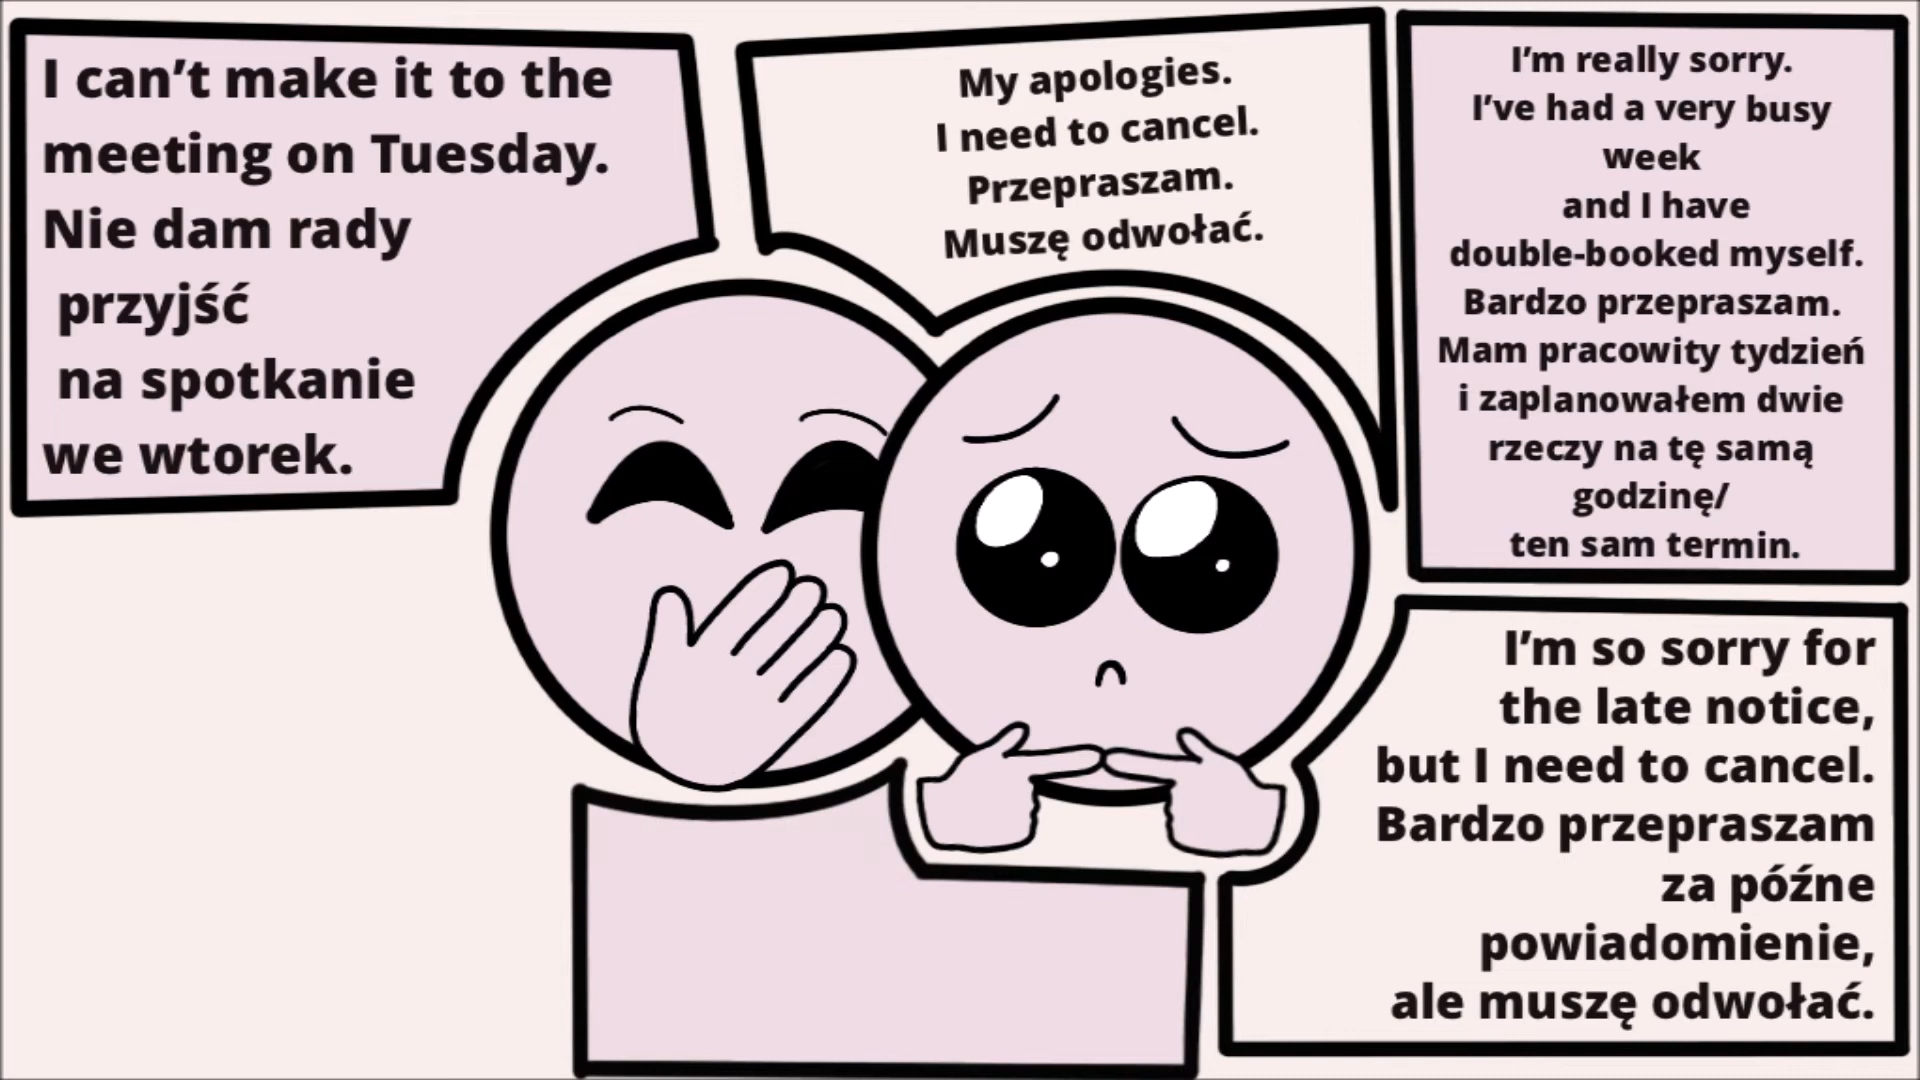 I can’t make it to the
meeting on Tuesday.
Nie dam rady
przyjść
na spotkanie
we wtorek.
My apologies.
I need to cancel.
Przepraszam.
Muszę odwołać.
I’m really sorry.
I’ve had a very busy
week
and I have
double-booked myself.
Bardzo przepraszam.
Mam pracowity tydzień
i zaplanowałem dwie
rzeczy na tę samą
godzinę/
ten sam termin.
I’m so sorry for
the late notice,
but I need to cancel.
Bardzo przepraszam
za późne
powiadomienie,
ale muszę odwołać.